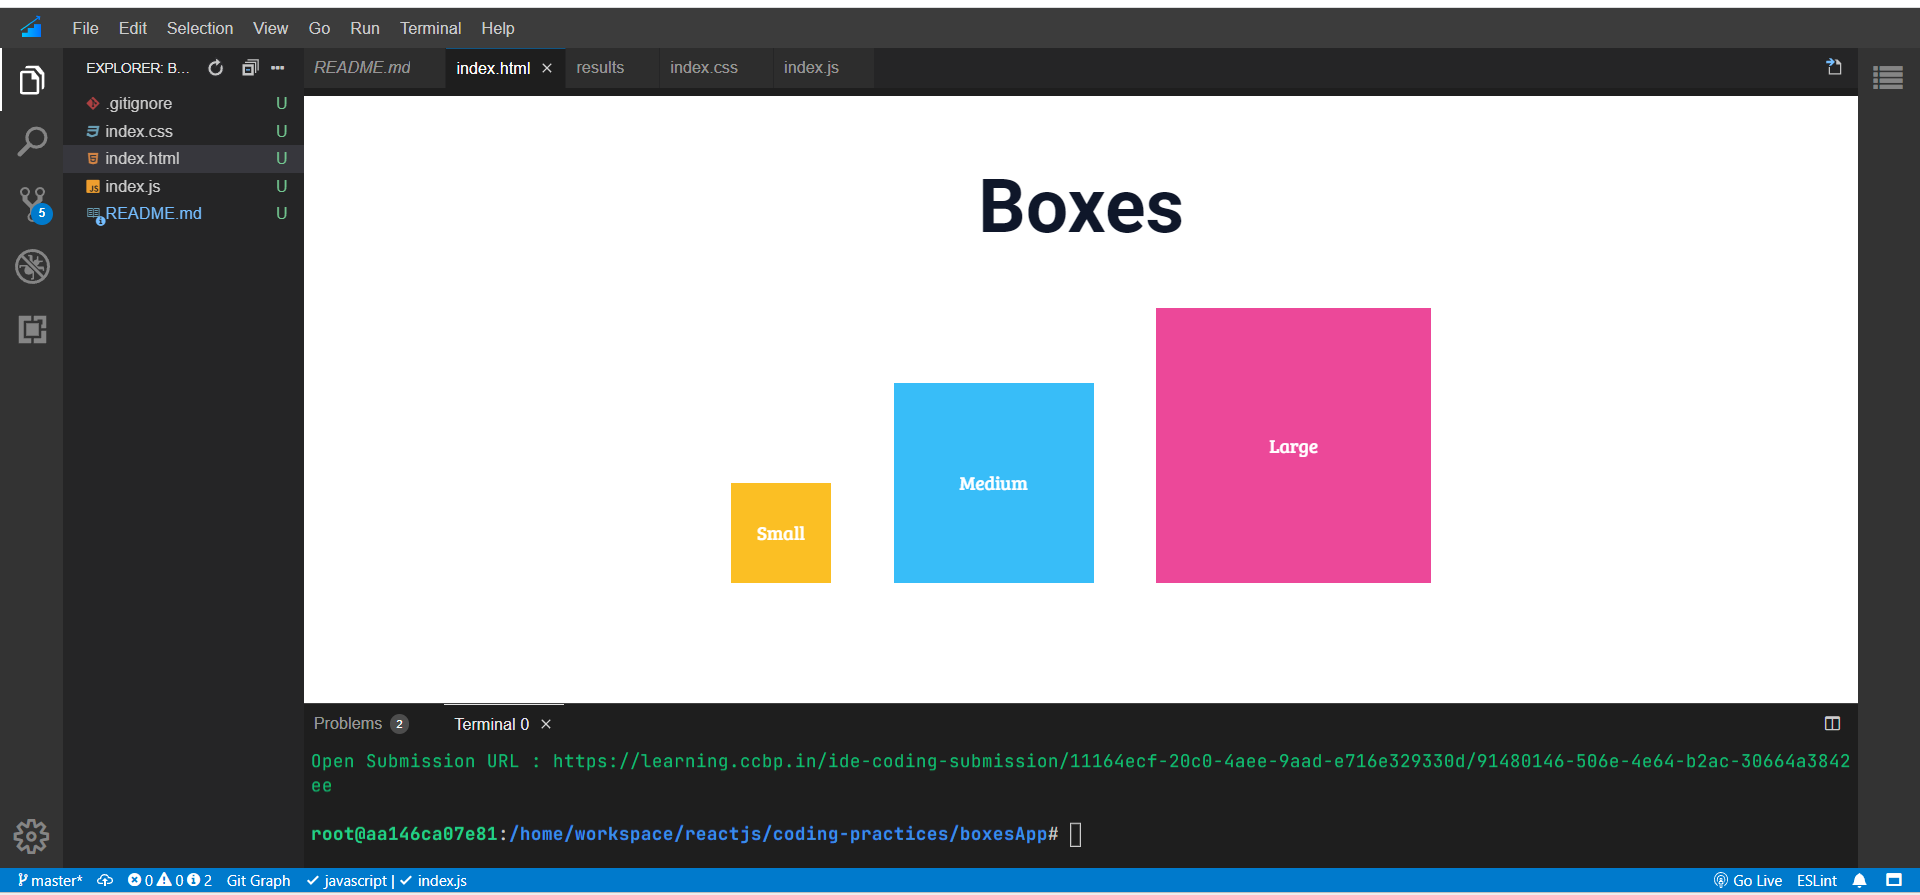 File Edit Selection View Go Run Terminal Help
EXPLORER: B...
README.md index.html results index.css index.js
.gitignore U
index.css U
index.html U
JS index.js U
README.md U
5
Boxes
Small
Medium
Large
Problems 2 Terminal 0
Open Submission URL : https://learning.ccbp.in/ide-coding-submission/11164ecf-20c0-4aee-9aad-e716e329330d/91480146-506e-4e64-b2ac-30664a3842
ee
root@aa146ca07e81:/home/workspace/reactjs/coding-practices/boxesApp#
master* 0 0 2 Git Graph javascript | index.js Go Live ESLint